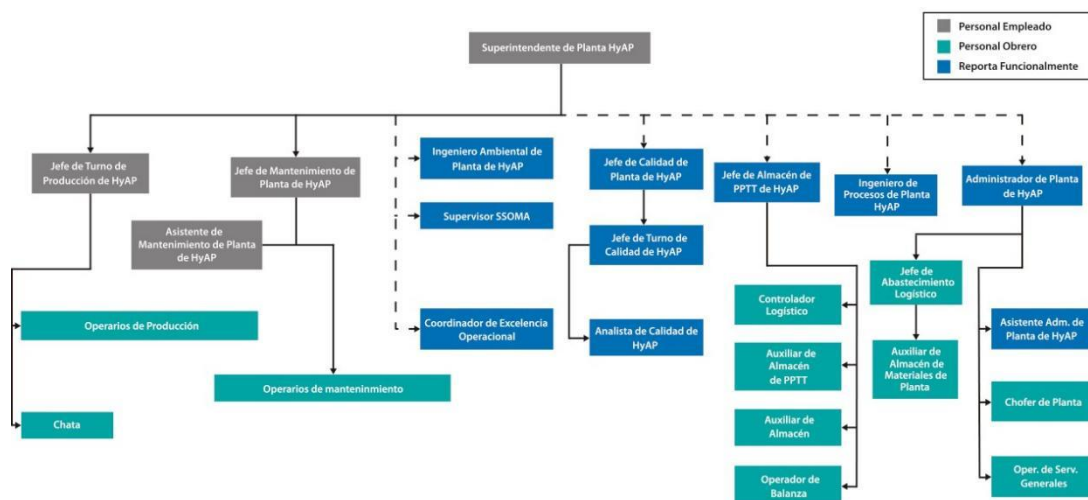 Personal Empleado
Personal Obrero
Reporta Funcionalmente
Superintendente de Planta HyAP
Jefe de Turno de
Producción de HyAP
Jefe de Mantenimiento de
Planta de HyAP
Ingeniero Ambiental de
Planta de HyAP
Jefe de Calidad de
Planta de HyAP
Jefe de Almacén de
PPTT de HyAP
Ingeniero de
Procesos de Planta
HyAP
Administrador de Planta
de HyAP
Asistente de
Mantenimiento de Planta
de HyAP
Supervisor SSOMA
Jefe de Turno de
Calidad de HyAP
Jefe de
Abastecimiento
Logístico
Controlador
Logístico
Operarios de Producción
Coordinador de Excelencia
Operacional
Analista de Calidad de
HyAP
Asistente Adm. de
Planta de HyAP
Auxiliar de
Almacén
de PPTT
Auxiliar de
Almacén de
Materiales de
Planta
Operarios de manteninmiento
Chofer de Planta
Chata
Auxiliar de
Almacén
Operador de
Balanza
Oper. de Serv.
Generales